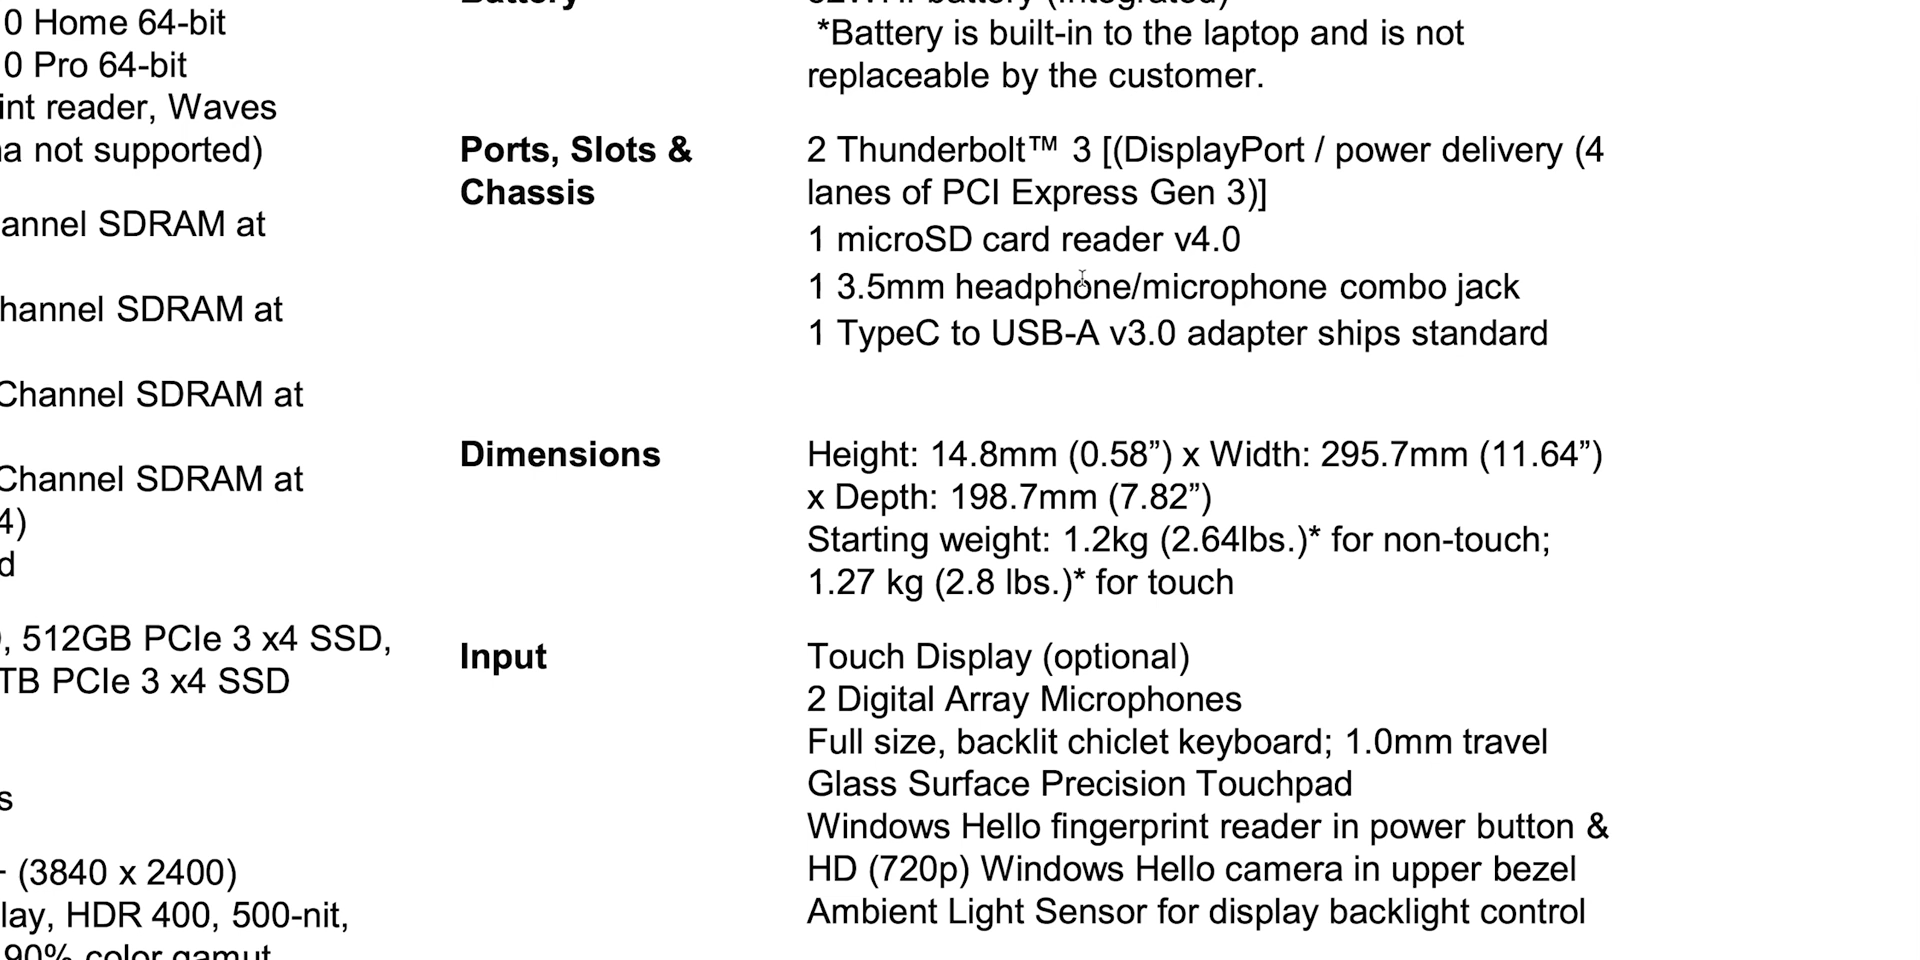 0 Home 64-bit
0 Pro 64-bit
int reader, Waves
not supported)
annel SDRAM at
hannel SDRAM at
Channel SDRAM at
Channel SDRAM at
4)
d
, 512GB PCIe 3 x4 SSD,
TB PCIe 3 x4 SSD
s
(3840 x 2400)
lay, HDR 400, 500-nit,
90% color gamut
Battery
battery (integrated)
*Battery is built-in to the laptop and is not
replaceable by the customer.
Ports, Slots &
Chassis
2 Thunderbolt™ 3 [(DisplayPort / power delivery (4
lanes of PCI Express Gen 3)]
1 microSD card reader v4.0
1 3.5mm headphone/microphone combo jack
1 TypeC to USB-A v3.0 adapter ships standard
Dimensions
Height: 14.8mm (0.58”) x Width: 295.7mm (11.64”)
x Depth: 198.7mm (7.82”)
Starting weight: 1.2kg (2.64lbs.)* for non-touch;
1.27 kg (2.8 lbs.)* for touch
Input
Touch Display (optional)
2 Digital Array Microphones
Full size, backlit chiclet keyboard; 1.0mm travel
Glass Surface Precision Touchpad
Windows Hello fingerprint reader in power button &
HD (720p) Windows Hello camera in upper bezel
Ambient Light Sensor for display backlight control